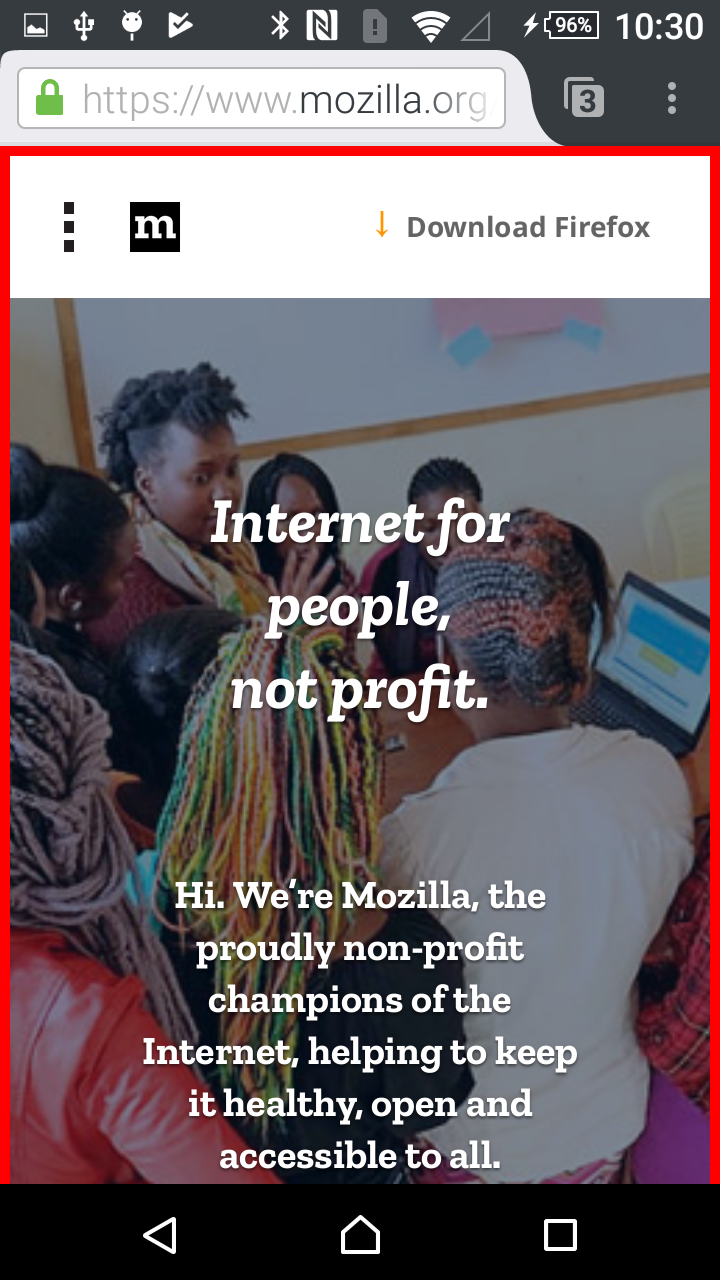 96% 10:30
https://www.mozilla.org/
3
m
↓ Download Firefox
Internet for
people,
not profit.
Hi. We’re Mozilla, the
proudly non-profit
champions of the
Internet, helping to keep
it healthy, open and
accessible to all.